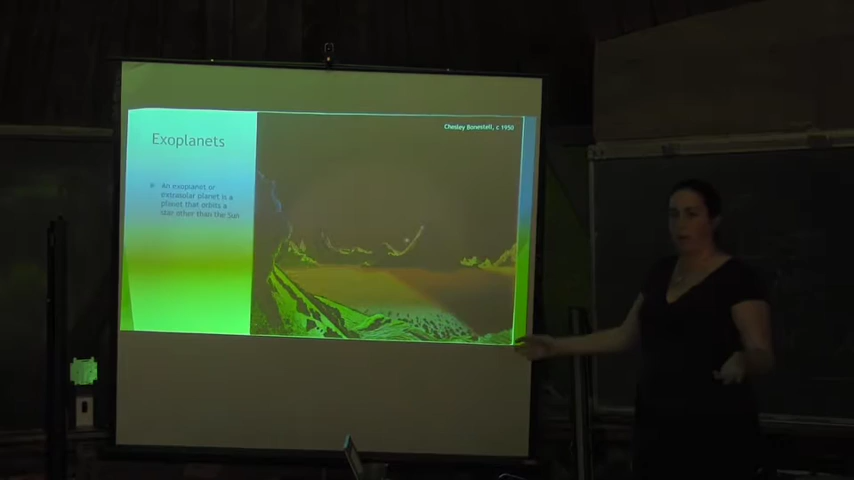 Exoplanets
Chesley Bonestell, c 1950
An exoplanet or
extrasolar planet is a
planet that orbits a
star other than the Sun